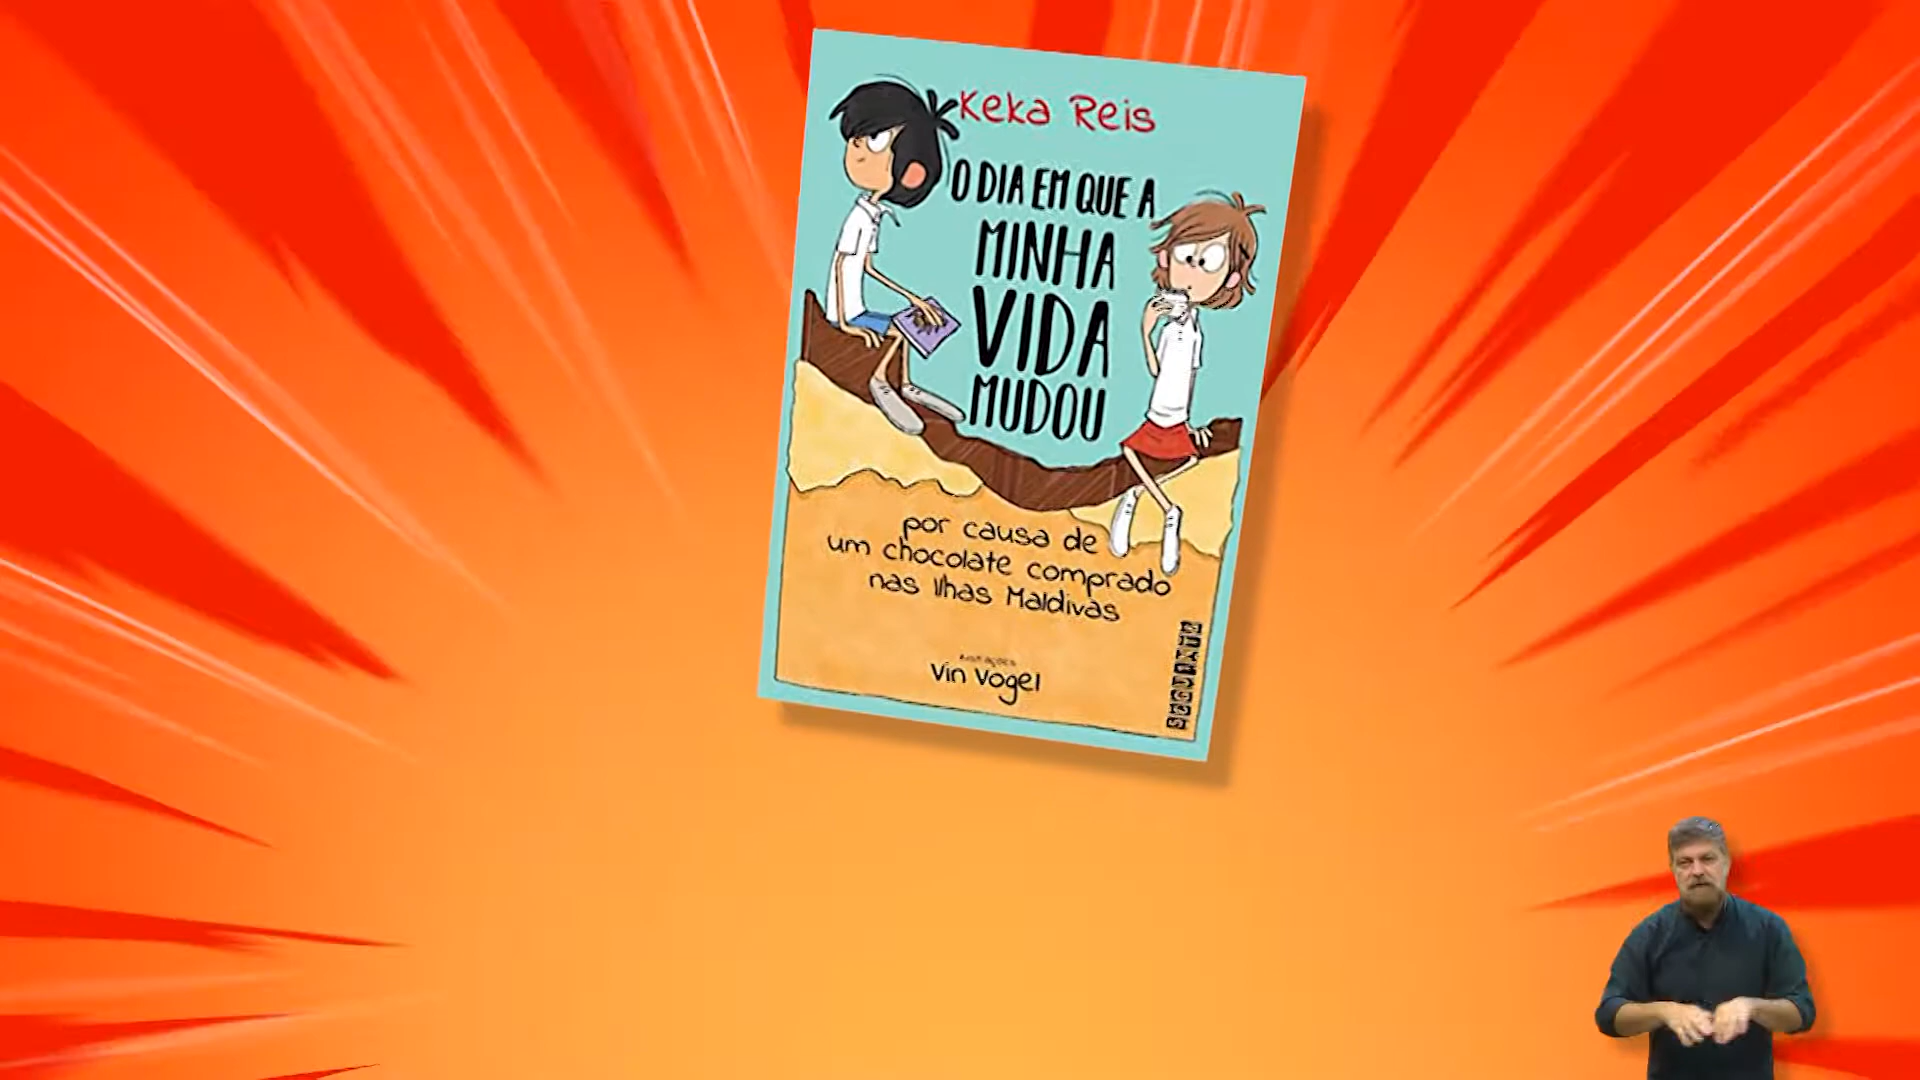 Keka Reis
O DIA EM QUE A
MINHA
VIDA
MUDOU
por causa de
um chocolate comprado
nas Ilhas Maldivas
Vin Vogel